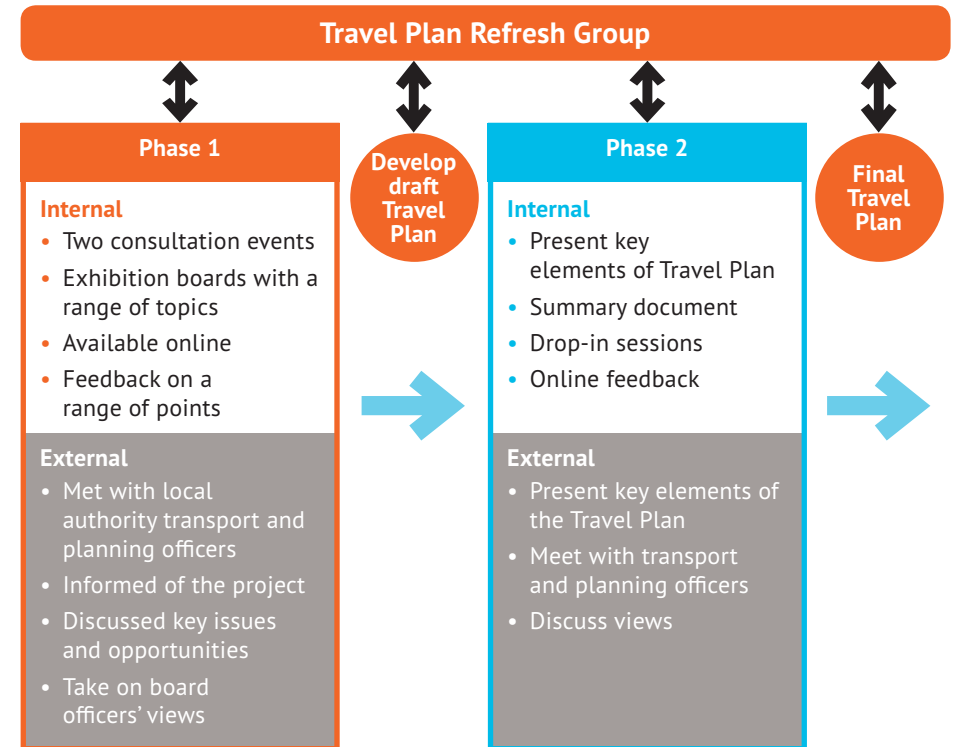 Travel Plan Refresh Group
Phase 1
Internal
• Two consultation events
• Exhibition boards with a
range of topics
• Available online
• Feedback on a
range of points
External
• Met with local
authority transport and
planning officers
• Informed of the project
• Discussed key issues
and opportunities
• Take on board
officers’ views
Develop
draft
Travel
Plan
Phase 2
Internal
• Present key
elements of Travel Plan
• Summary document
• Drop-in sessions
• Online feedback
External
• Present key elements of
the Travel Plan
• Meet with transport
and planning officers
• Discuss views
Final
Travel
Plan